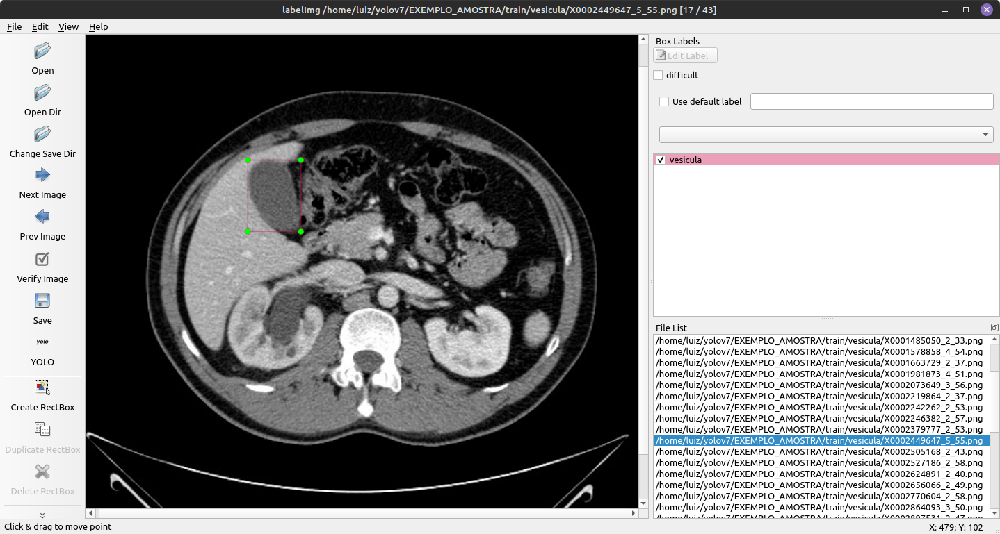 labelImg /home/luiz/yolov7/EXEMPLO_AMOSTRA/train/vesicula/X0002449647_5_55.png [17 / 43]
File Edit View Help
Open
Open Dir
Change Save Dir
Next Image
Prev Image
Verify Image
Save
yolo
YOLO
Create RectBox
Duplicate RectBox
Delete RectBox
Box Labels
Edit Label
difficult
Use default label
vesicula
File List
/home/luiz/yolov7/EXEMPLO_AMOSTRA/train/vesicula/X0001485050_2_33.png
/home/luiz/yolov7/EXEMPLO_AMOSTRA/train/vesicula/X0001578858_4_54.png
/home/luiz/yolov7/EXEMPLO_AMOSTRA/train/vesicula/X0001663729_2_37.png
/home/luiz/yolov7/EXEMPLO_AMOSTRA/train/vesicula/X0001981873_4_51.png
/home/luiz/yolov7/EXEMPLO_AMOSTRA/train/vesicula/X0002073649_3_56.png
/home/luiz/yolov7/EXEMPLO_AMOSTRA/train/vesicula/X0002219864_2_37.png
/home/luiz/yolov7/EXEMPLO_AMOSTRA/train/vesicula/X0002242262_2_53.png
/home/luiz/yolov7/EXEMPLO_AMOSTRA/train/vesicula/X0002246382_2_57.png
/home/luiz/yolov7/EXEMPLO_AMOSTRA/train/vesicula/X0002379777_2_53.png
/home/luiz/yolov7/EXEMPLO_AMOSTRA/train/vesicula/X0002449647_5_55.png
/home/luiz/yolov7/EXEMPLO_AMOSTRA/train/vesicula/X0002505168_2_43.png
/home/luiz/yolov7/EXEMPLO_AMOSTRA/train/vesicula/X0002527186_2_58.png
/home/luiz/yolov7/EXEMPLO_AMOSTRA/train/vesicula/X0002624891_2_40.png
/home/luiz/yolov7/EXEMPLO_AMOSTRA/train/vesicula/X0002656066_2_49.png
/home/luiz/yolov7/EXEMPLO_AMOSTRA/train/vesicula/X0002770604_2_58.png
/home/luiz/yolov7/EXEMPLO_AMOSTRA/train/vesicula/X0002864093_3_50.png
Click & drag to move point
X: 479; Y: 102